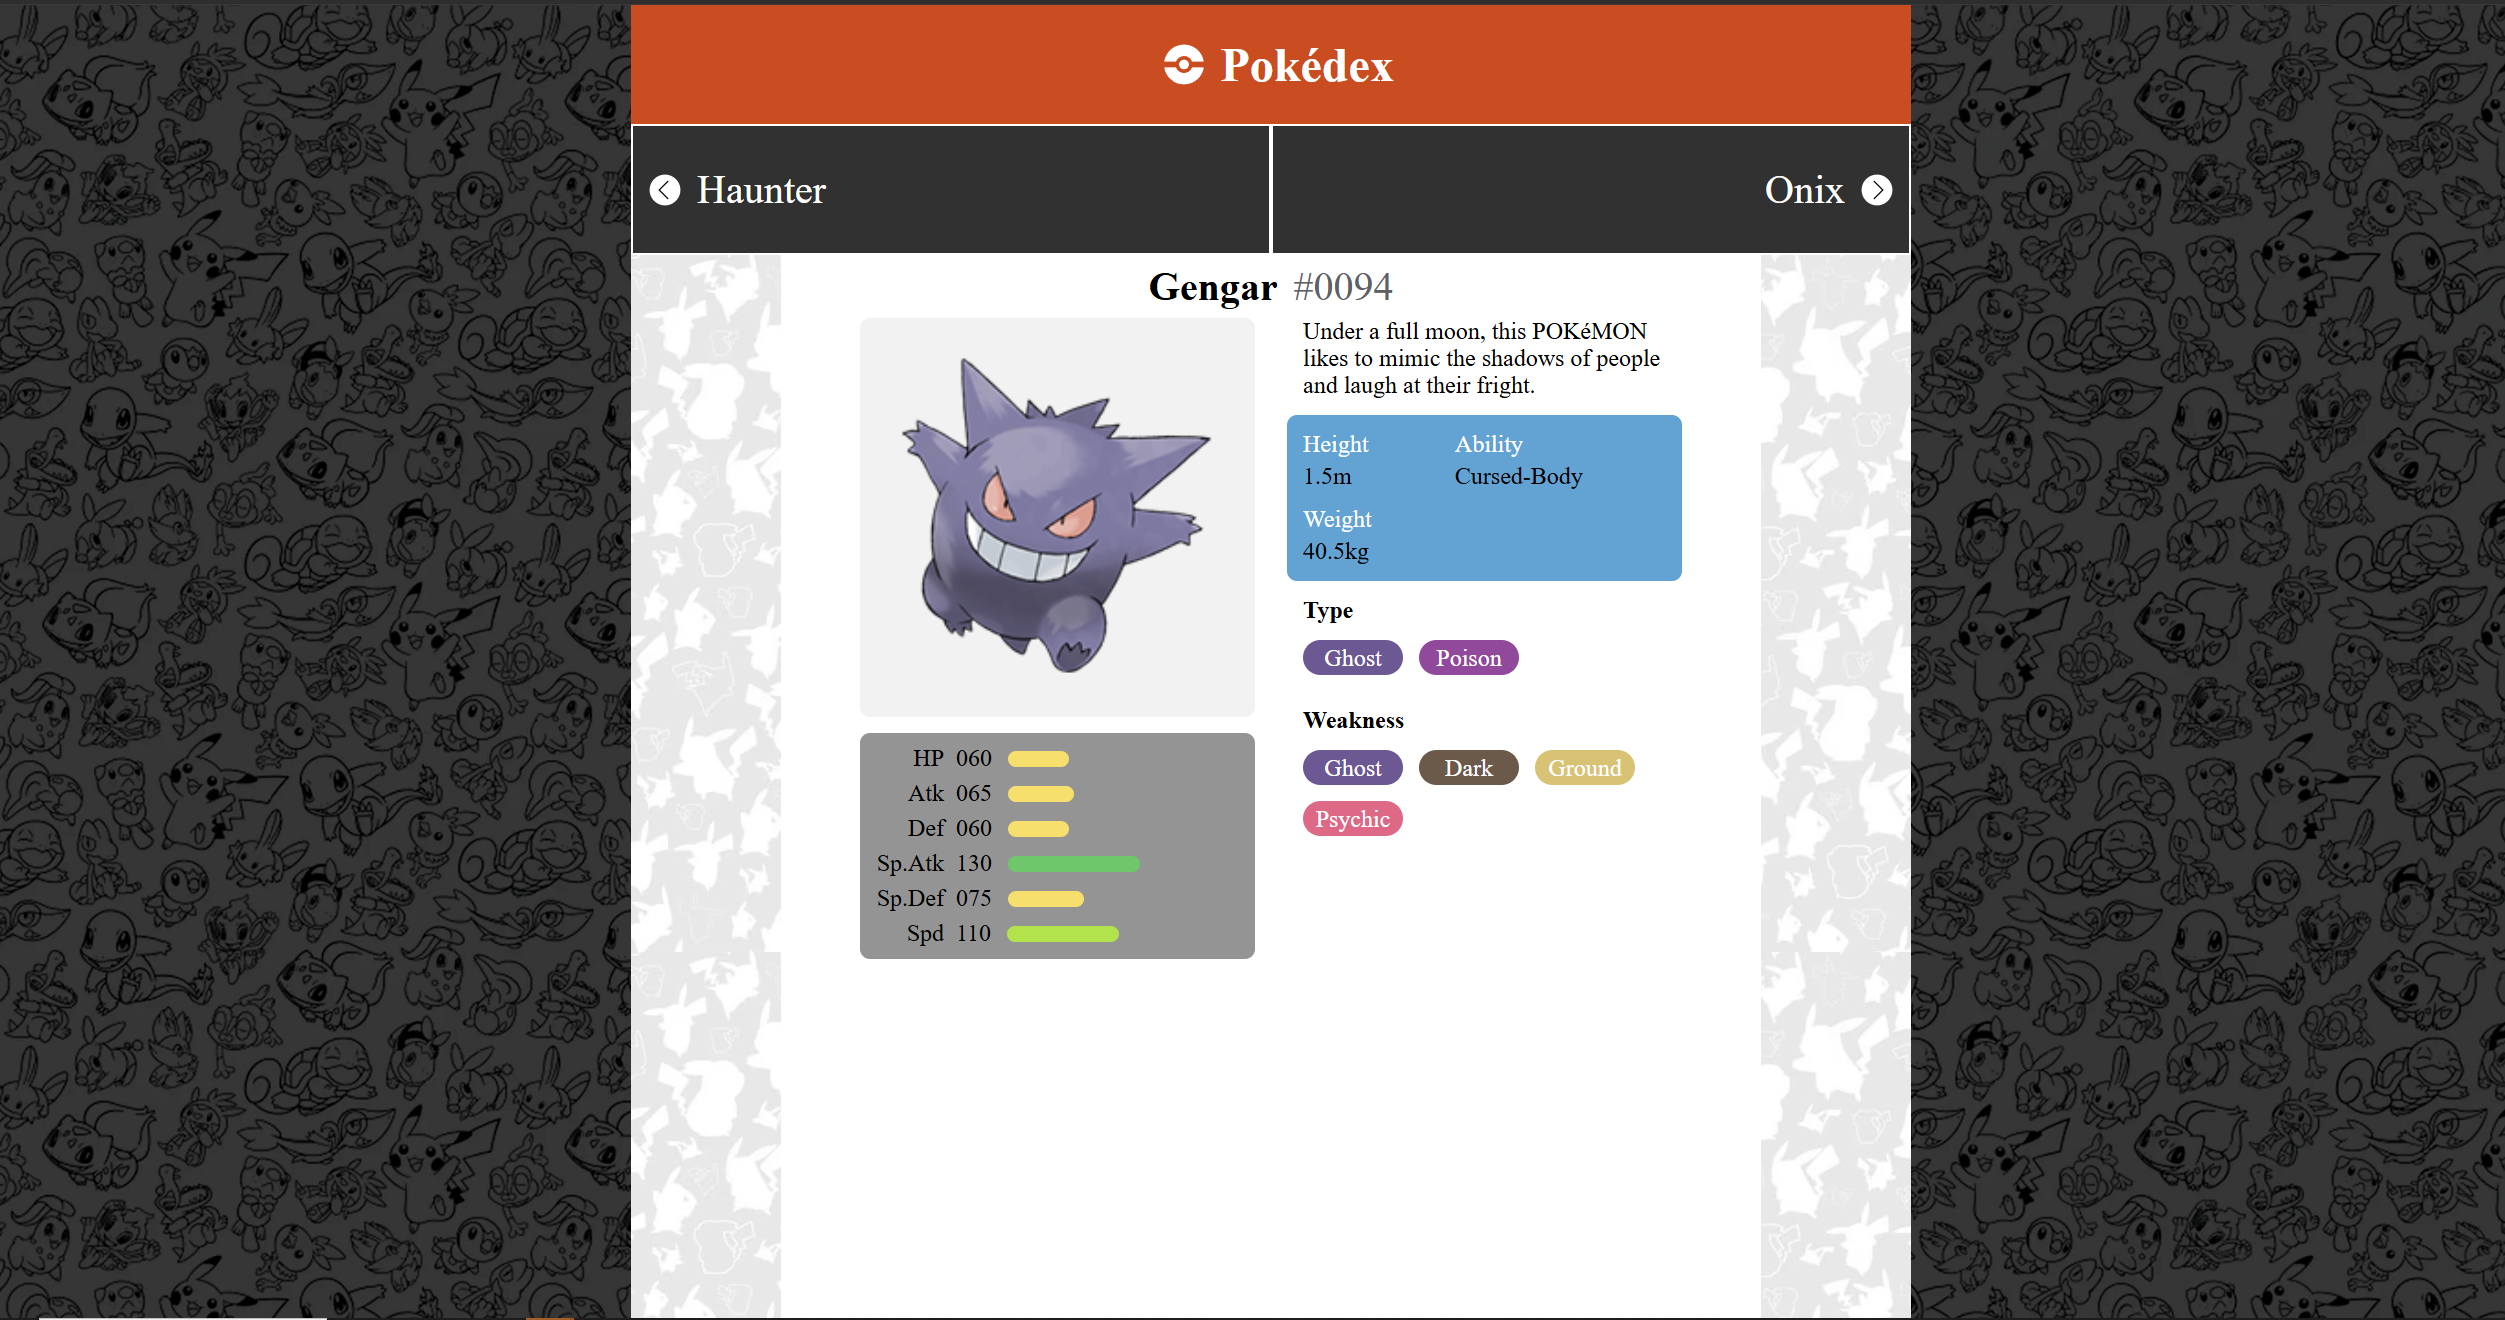 Pokédex
Haunter
Onix
Gengar #0094
Under a full moon, this POKéMON
likes to mimic the shadows of people
and laugh at their fright.
Height
1.5m
Ability
Cursed-Body
Weight
40.5kg
Type
Ghost Poison
Weakness
Ghost Dark Ground
Psychic
HP 060
Atk 065
Def 060
Sp.Atk 130
Sp.Def 075
Spd 110